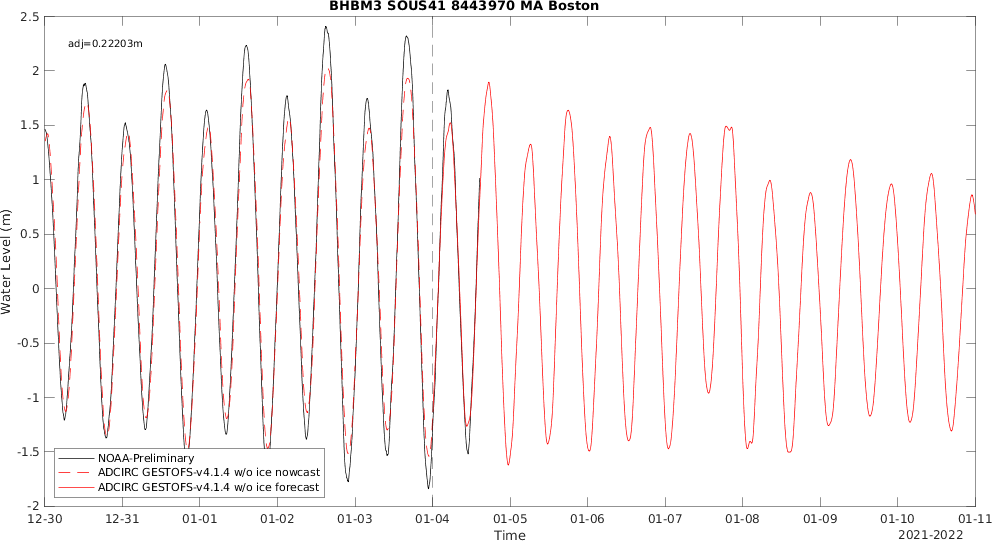 BHBM3 SOUS41 8443970 MA Boston
adj=0.22203m
2.5
2
1.5
1
0.5
0
-0.5
-1
-1.5
-2
Water Level (m)
NOAA-Preliminary
ADCIRC GESTOFS-v4.1.4 w/o ice nowcast
ADCIRC GESTOFS-v4.1.4 w/o ice forecast
12-30 12-31 01-01 01-02 01-03 01-04 01-05 01-06 01-07 01-08 01-09 01-10 01-11
Time
2021-2022